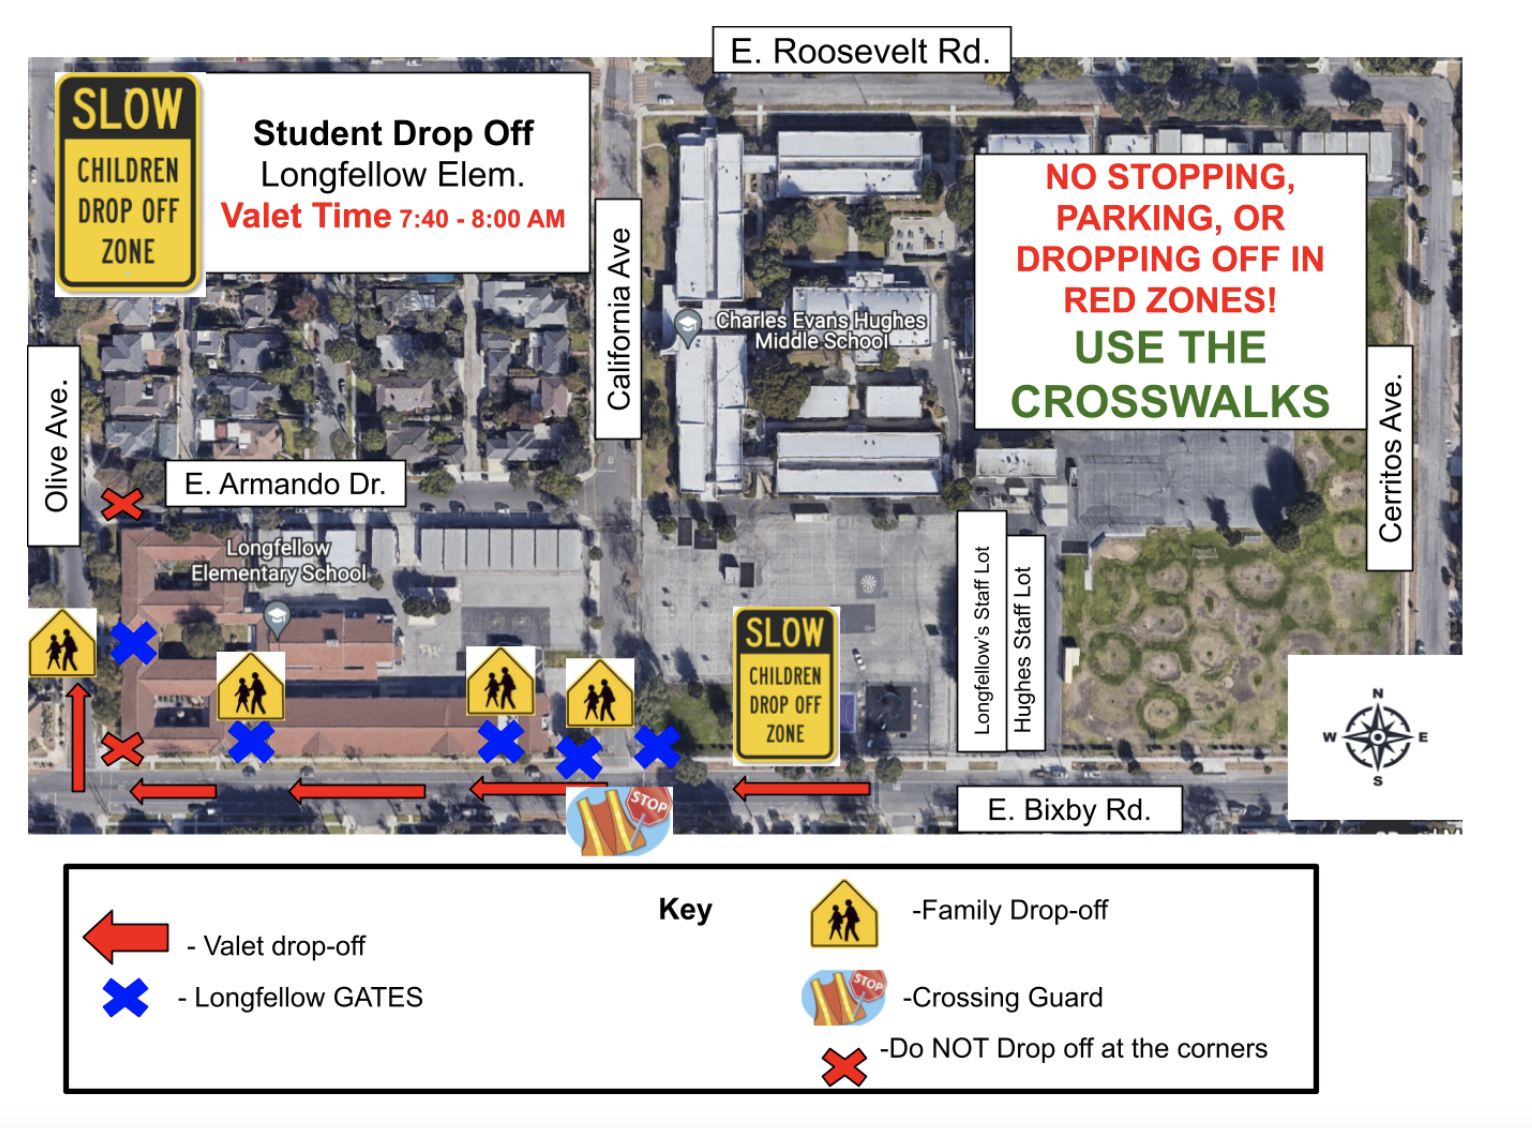 E. Roosevelt Rd.
SLOW
CHILDREN
DROP OFF
ZONE
Student Drop Off
Longfellow Elem.
Valet Time 7:40 - 8:00 AM
NO STOPPING,
PARKING, OR
DROPPING OFF IN
RED ZONES!
USE THE
CROSSWALKS
California Ave
Charles Evans Hughes
Middle School
Olive Ave.
E. Armando Dr.
Cerritos Ave.
Longfellow
Elementary School
Longfellow's Staff Lot
Hughes Staff Lot
SLOW
CHILDREN
DROP OFF
ZONE
N
W E
S
STOP
E. Bixby Rd.
Key
- Valet drop-off
- Longfellow GATES
-Family Drop-off
STOP
-Crossing Guard
-Do NOT Drop off at the corners